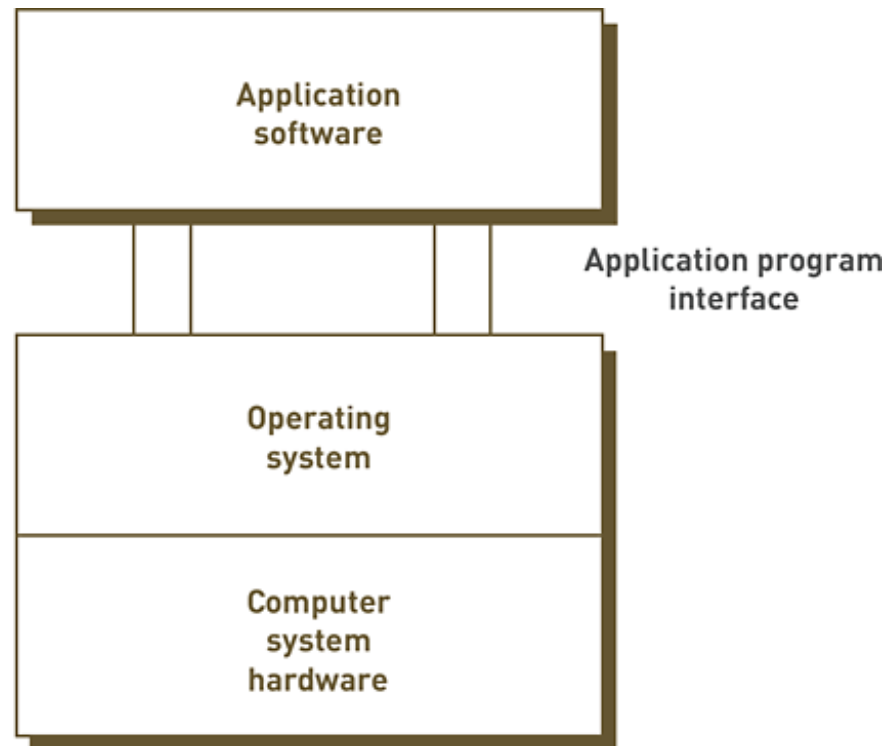 Application
software
Application program
interface
Operating
system
Computer
system
hardware